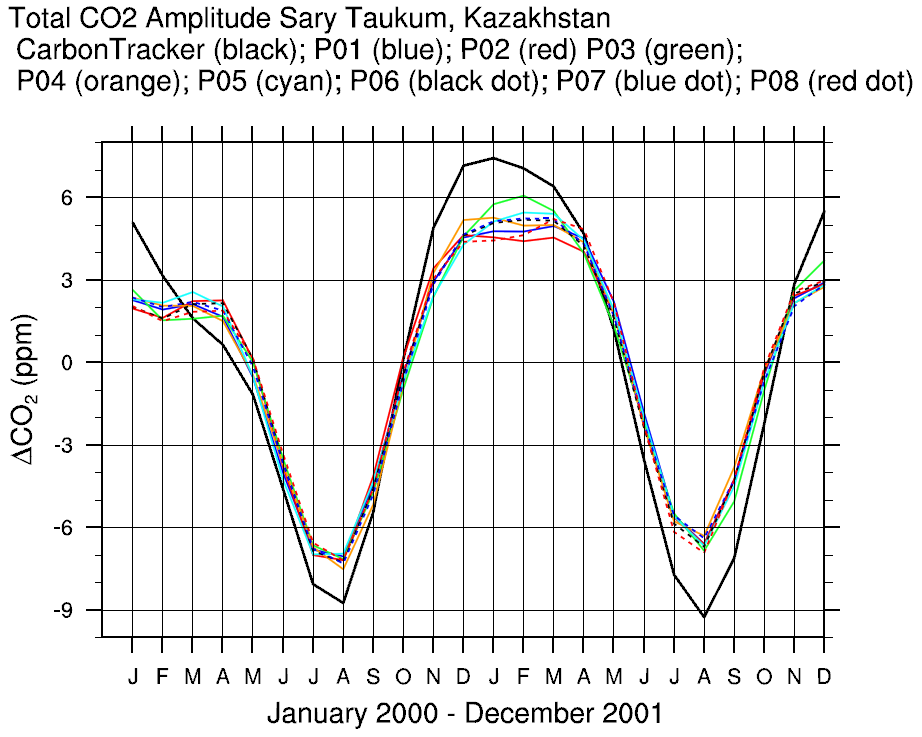 Total CO2 Amplitude Sary Taukum, Kazakhstan
CarbonTracker (black); P01 (blue); P02 (red) P03 (green);
P04 (orange); P05 (cyan); P06 (black dot); P07 (blue dot); P08 (red dot)
ΔCO₂ (ppm)
6
3
0
-3
-6
-9
J F M A M J J A S O N D J F M A M J J A S O N D
January 2000 - December 2001